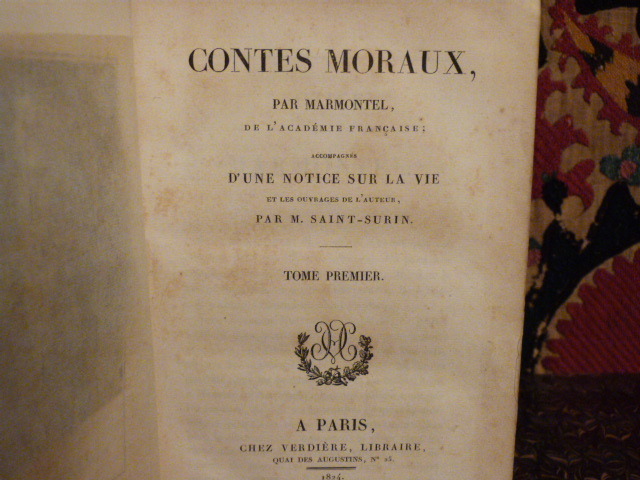 CONTES MORAUX,
PAR MARMONTEL,
DE L'ACADÉMIE FRANÇAISE;
ACCOMPAGNÉS
D'UNE NOTICE SUR LA VIE
ET LES OUVRAGES DE L'AUTEUR,
PAR M. SAINT-SURIN.
TOME PREMIER.
A PARIS,
CHEZ VERDIÈRE, LIBRAIRE,
QUAI DES AUGUSTINS, N° 25.
1824.